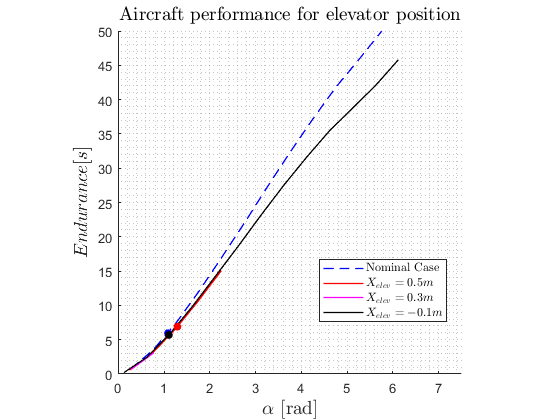 Aircraft performance for elevator position
Endurance[s]
50
45
40
35
30
25
20
15
10
5
0
0 1 2 3 4 5 6 7
α [rad]
Nominal Case
X_elev = 0.5m
X_elev = 0.3m
X_elev = −0.1m